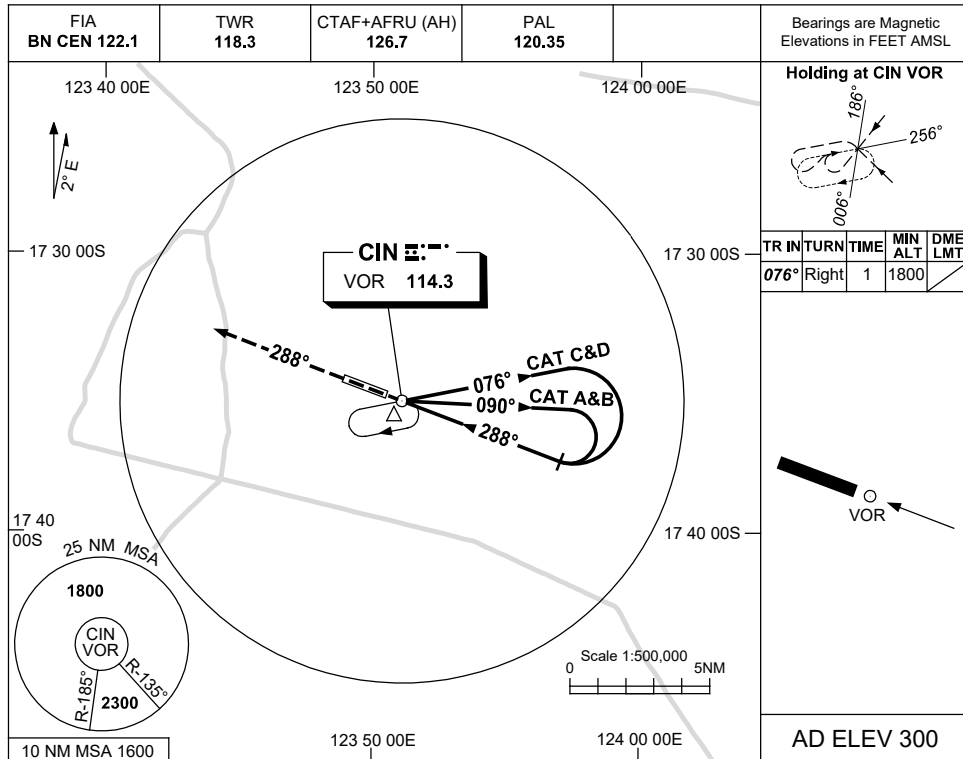 FIA
BN CEN 122.1
TWR
118.3
CTAF+AFRU (AH)
126.7
PAL
120.35
Bearings are Magnetic
Elevations in FEET AMSL
123 40 00E
123 50 00E
124 00 00E
Holding at CIN VOR
186°
256°
006°
2° E
17 30 00S
17 30 00S
TR IN TURN TIME MIN ALT DME LMT
076° Right 1 1800
CIN
VOR 114.3
288°
076°
CAT C&D
090°
CAT A&B
288°
VOR
17 40
00S
17 40 00S
25 NM MSA
1800
CIN
VOR
R-185°
R-135°
2300
Scale 1:500,000
0
5NM
10 NM MSA 1600
123 50 00E
124 00 00E
AD ELEV 300